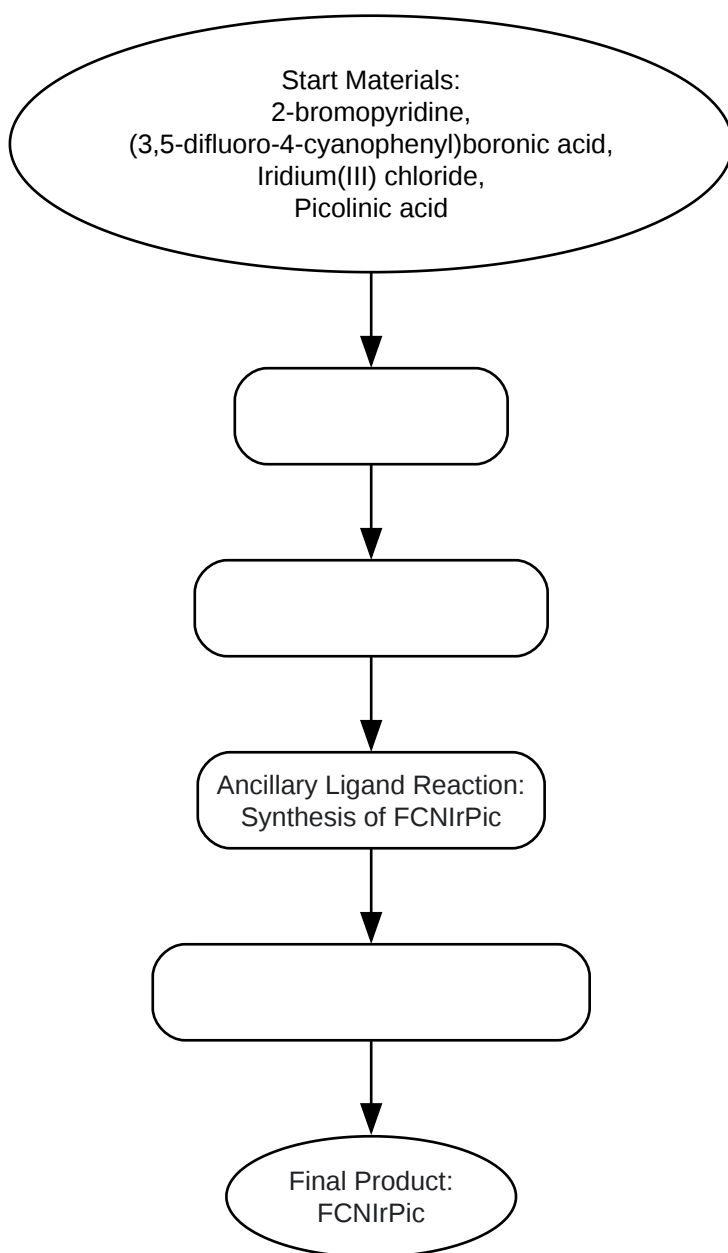 Start Materials:
2-bromopyridine,
(3,5-difluoro-4-cyanophenyl)boronic acid,
Iridium(III) chloride,
Picolinic acid
Ancillary Ligand Reaction:
Synthesis of FCNIrPic
Final Product:
FCNIrPic